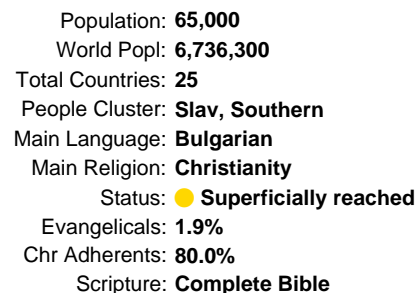 Population: 65,000
World Popl: 6,736,300
Total Countries: 25
People Cluster: Slav, Southern
Main Language: Bulgarian
Main Religion: Christianity
Status: Superficially reached
Evangelicals: 1.9%
Chr Adherents: 80.0%
Scripture: Complete Bible